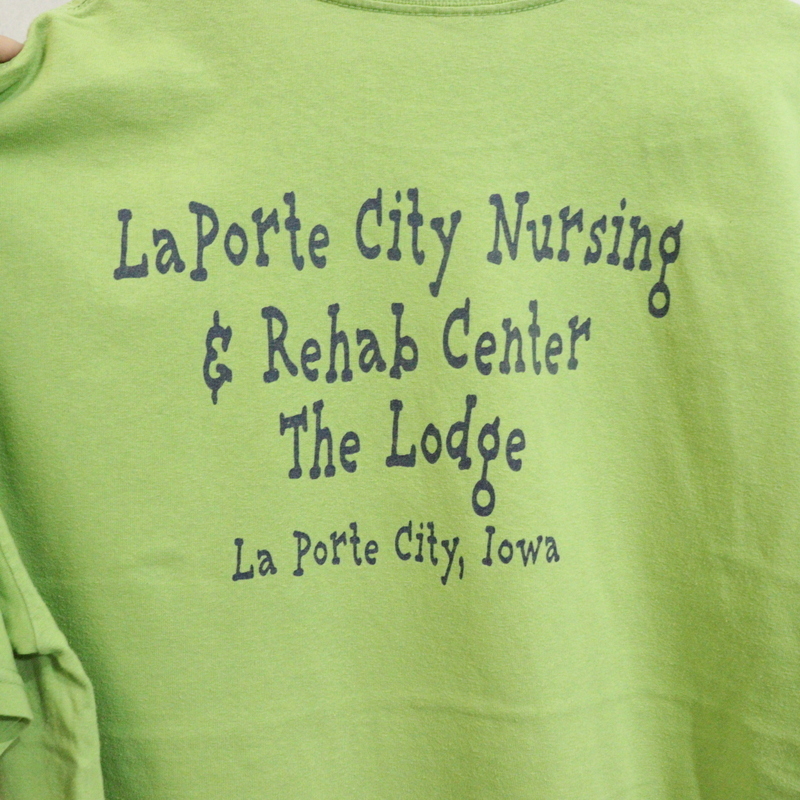 LaPorte City Nursing
& Rehab Center
The Lodge
La Porte City, Iowa